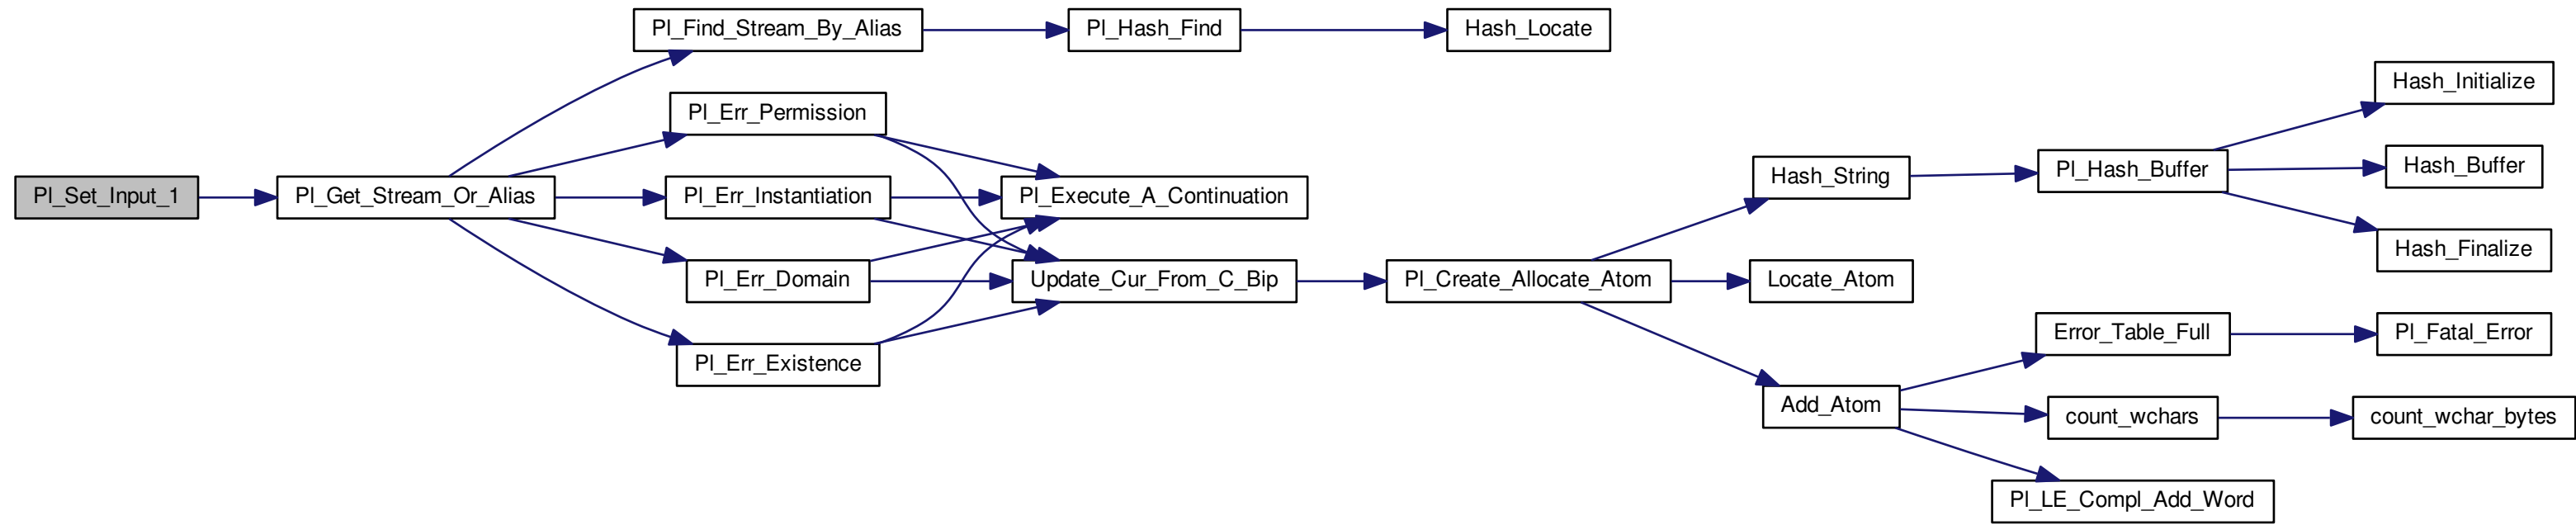 Pl_Set_Input_1
Pl_Get_Stream_Or_Alias
Pl_Find_Stream_By_Alias
Pl_Err_Permission
Pl_Err_Instantiation
Pl_Err_Domain
Pl_Err_Existence
Pl_Hash_Find
Pl_Execute_A_Continuation
Update_Cur_From_C_Bip
Hash_Locate
Pl_Create_Allocate_Atom
Hash_String
Locate_Atom
Add_Atom
Pl_Hash_Buffer
Error_Table_Full
count_wchars
Pl_LE_Compl_Add_Word
Hash_Initialize
Hash_Buffer
Hash_Finalize
Pl_Fatal_Error
count_wchar_bytes